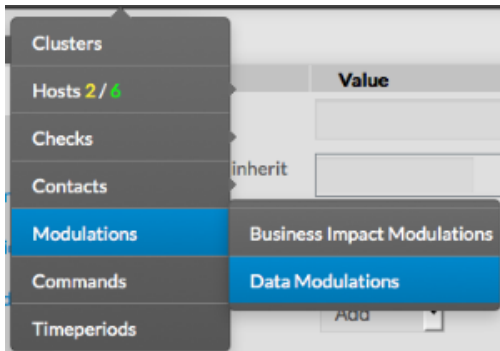 Clusters
Hosts 2 / 6
Value
Checks
inherit
Contacts
Modulations
Business Impact Modulations
Commands
Data Modulations
Add
Timeperiods